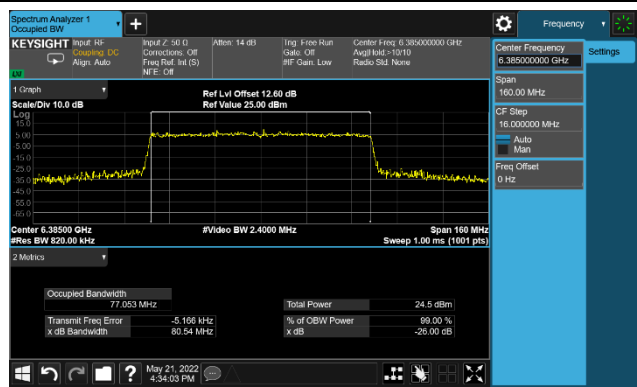 Spectrum Analyzer 1
Occupied BW
+
Frequency
KEYSIGHT Input: RF
Coupling: DC
Align: Auto
Input Z: 50 Ω
Corrections: Off
Freq Ref: Int (S)
NFE: Off
Atten: 14 dB
Trig: Free Run
Gate: Off
#IF Gain: Low
Center Freq: 6.385000000 GHz
Avg|Hold:>10/10
Radio Std: None
LXI
Center Frequency
6.385000000 GHz
Settings
Span
160.00 MHz
CF Step
16.000000 MHz
Auto
Man
Freq Offset
0 Hz
1 Graph
Scale/Div 10.0 dB
Ref Lvl Offset 12.60 dB
Ref Value 25.00 dBm
Log
15.0
5.00
-5.00
-15.0
-25.0
-35.0
-45.0
-55.0
-65.0
Center 6.38500 GHz
#Video BW 2.4000 MHz
Span 160 MHz
#Res BW 820.00 kHz
Sweep 1.00 ms (1001 pts)
2 Metrics
Occupied Bandwidth
77.053 MHz
Total Power 24.5 dBm
Transmit Freq Error -5.166 kHz
% of OBW Power 99.00 %
x dB Bandwidth 80.54 MHz
x dB -26.00 dB
?
May 21, 2022
4:34:03 PM